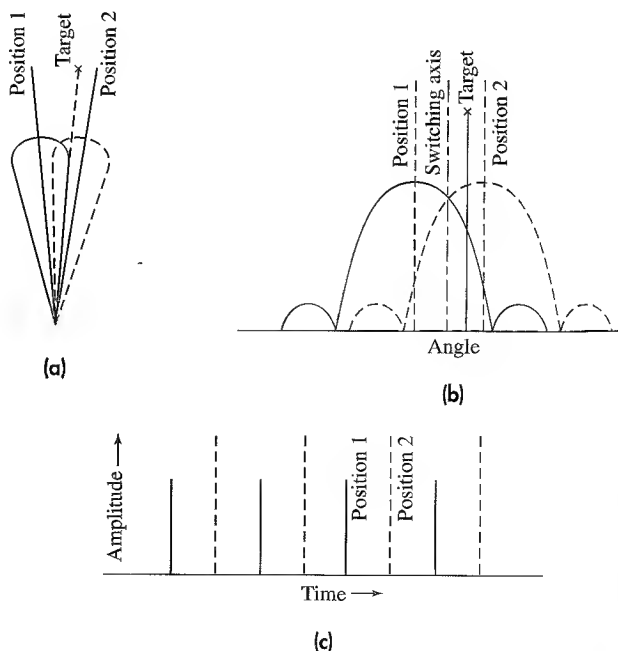 Position 1
Target
Position 2
(a)
Position 1
Switching axis
Target
Position 2
Angle
(b)
Amplitude
Position 1
Position 2
Time
(c)